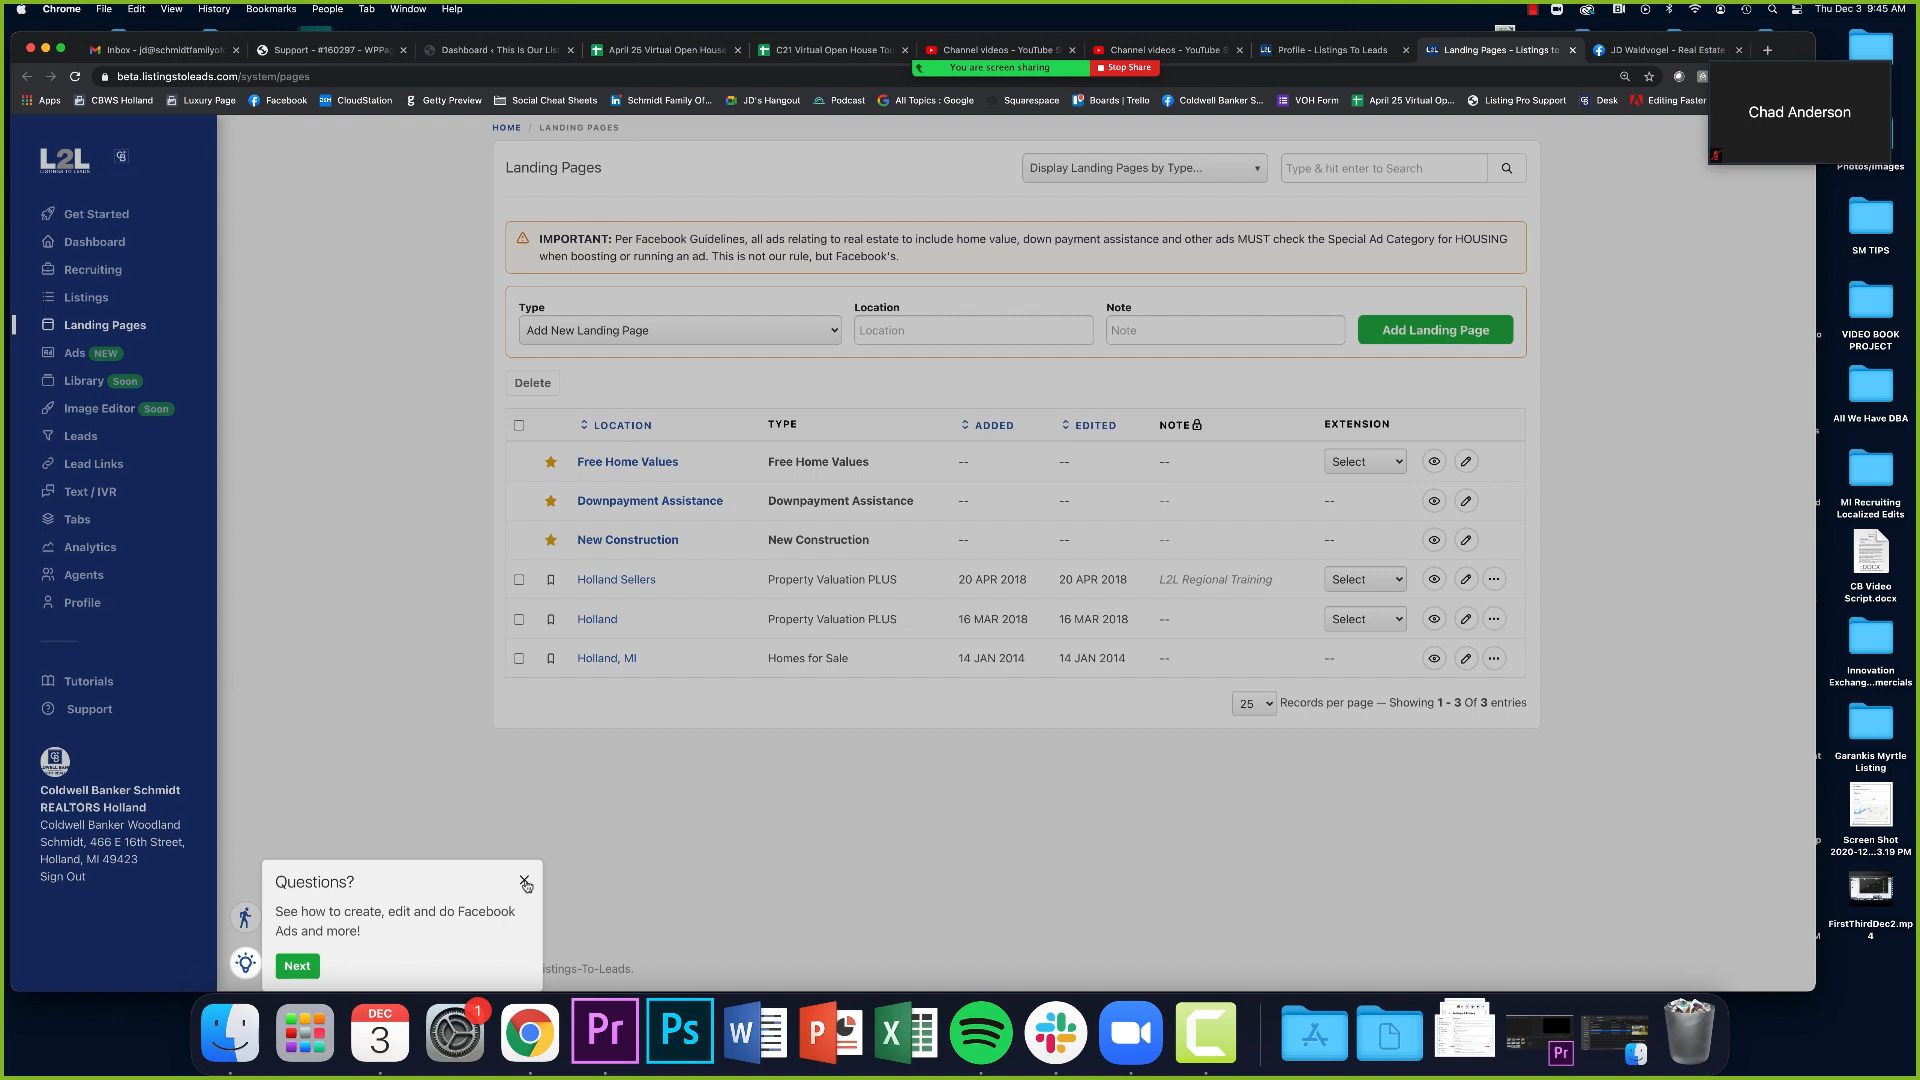 Chrome File Edit View History Bookmarks People Tab Window Help
Thu Dec 3 9:45 AM
Inbox - jd@schmidtfamilyof
Support - #160297 - WPPag
Dashboard ‹ This Is Our List
April 26 Virtual Open House
C21 Virtual Open House Tou
Channel videos - YouTube S
Channel videos - YouTube S
Profile - Listings To Leads
Landing Pages - Listings to
JD Waldvogel - Real Estate
You are screen sharing
Stop Share
beta.listingstoleads.com/system/pages
Apps CBWS Holland Luxury Page Facebook CloudStation Getty Preview Social Cheat Sheets Schmidt Family Of... JD's Hangout Podcast All Topics : Google Squarespace Boards | Trello Coldwell Banker S... VOH Form April 25 Virtual Op... Listing Pro Support Desk Editing Faster
Chad Anderson
L2L
LISTINGS TO LEADS
Get Started
Dashboard
Recruiting
Listings
Landing Pages
Ads NEW
Library Soon
Image Editor Soon
Leads
Lead Links
Text / IVR
Tabs
Analytics
Agents
Profile
Tutorials
Support
Coldwell Banker Schmidt
REALTORS Holland
Coldwell Banker Woodland
Schmidt, 466 E 16th Street,
Holland, MI 49423
Sign Out
HOME / LANDING PAGES
Landing Pages
Display Landing Pages by Type...
Type & hit enter to Search
IMPORTANT: Per Facebook Guidelines, all ads relating to real estate to include home value, down payment assistance and other ads MUST check the Special Ad Category for HOUSING
when boosting or running an ad. This is not our rule, but Facebook's.
Type Location Note
Add New Landing Page Location Note Add Landing Page
Delete
LOCATION TYPE ADDED EDITED NOTE EXTENSION
Free Home Values Free Home Values -- -- -- Select
Downpayment Assistance Downpayment Assistance -- -- -- --
New Construction New Construction -- -- -- --
Holland Sellers Property Valuation PLUS 20 APR 2018 20 APR 2018 L2L Regional Training Select
Holland Property Valuation PLUS 16 MAR 2018 16 MAR 2018 -- Select
Holland, MI Homes for Sale 14 JAN 2014 14 JAN 2014 -- --
25 Records per page — Showing 1 - 3 Of 3 entries
Questions?
See how to create, edit and do Facebook
Ads and more!
Next
istings-To-Leads.
Photos/Images
SM TIPS
VIDEO BOOK
PROJECT
All We Have DBA
MI Recruiting
Localized Edits
DOCX
CB Video
Script.docx
Innovation
Exchang...mercials
Garankis Myrtle
Listing
Screen Shot
2020-12...3.19 PM
FirstThirdDec2.mp
4
DEC
3
1
Pr
Ps
W
P
X
C
Pr